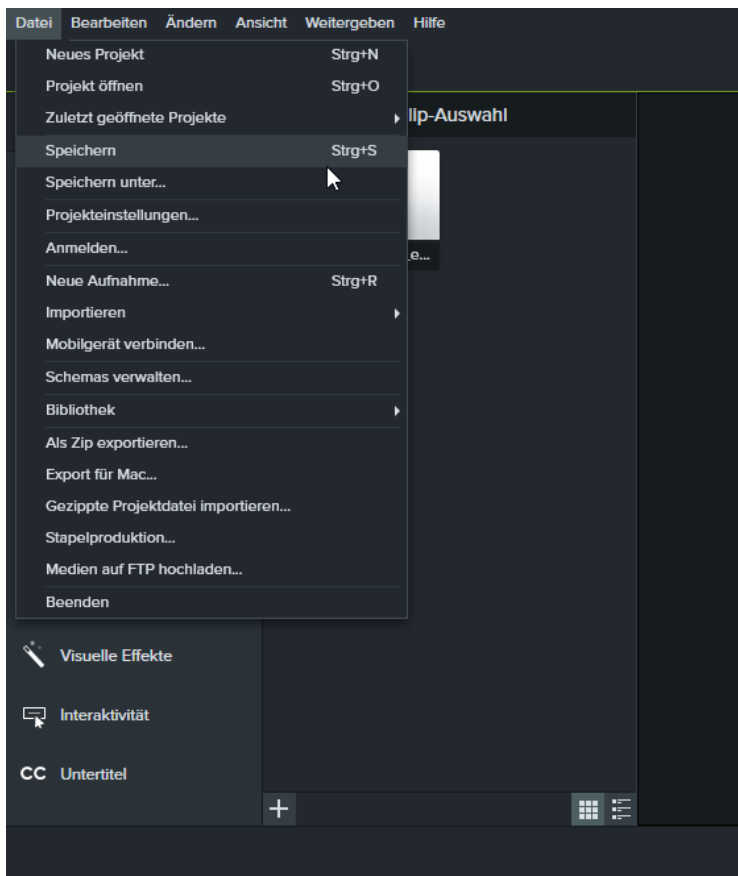 Datei Bearbeiten Ändern Ansicht Weitergeben Hilfe
Neues Projekt Strg+N
Projekt öffnen Strg+O
Zuletzt geöffnete Projekte
lip-Auswahl
Speichern Strg+S
Speichern unter...
Projekteinstellungen...
Anmelden...
_e...
Neue Aufnahme... Strg+R
Importieren
Mobilgerät verbinden...
Schemas verwalten...
Bibliothek
Als Zip exportieren...
Export für Mac...
Gezippte Projektdatei importieren...
Stapelproduktion...
Medien auf FTP hochladen...
Beenden
Visuelle Effekte
Interaktivität
CC Untertitel